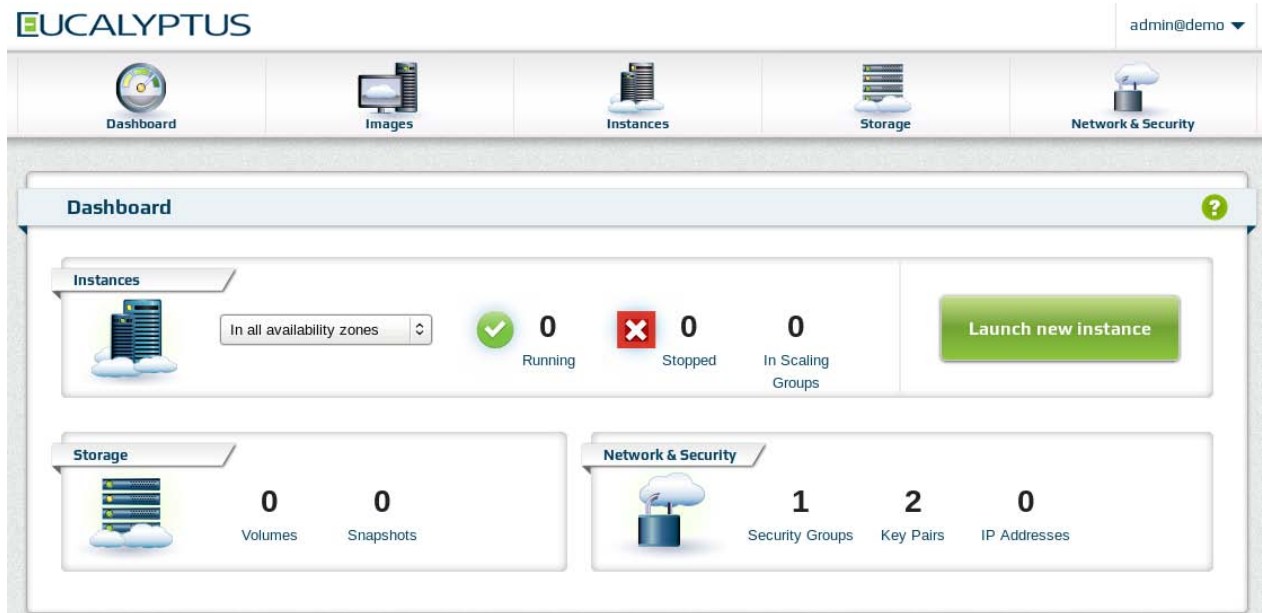 EUCALYPTUS
admin@demo
Dashboard Images Instances Storage Network & Security
Dashboard
?
Instances
In all availability zones
0 0 0
Running Stopped In Scaling
Groups
Launch new instance
Storage
0 0
Volumes Snapshots
Network & Security
1 2 0
Security Groups Key Pairs IP Addresses